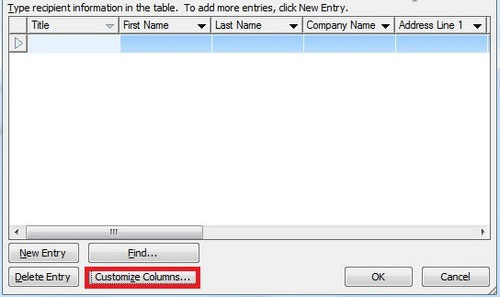 Type recipient information in the table. To add more entries, click New Entry.
Title First Name Last Name Company Name Address Line 1
New Entry Find...
Delete Entry Customize Columns... OK Cancel